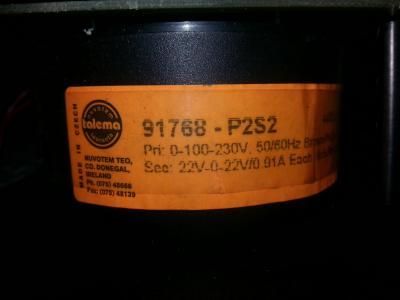 MADE IN CZECH
NUVOTEM
talema
NUVOTEM TEO,
CO. DONEGAL,
IRELAND
Ph. (075) 48666
Fax: (075) 48139
91768 - P2S2
Pri: 0-100-230V, 50/60Hz
Sec: 22V-0-22V/0.91A Each